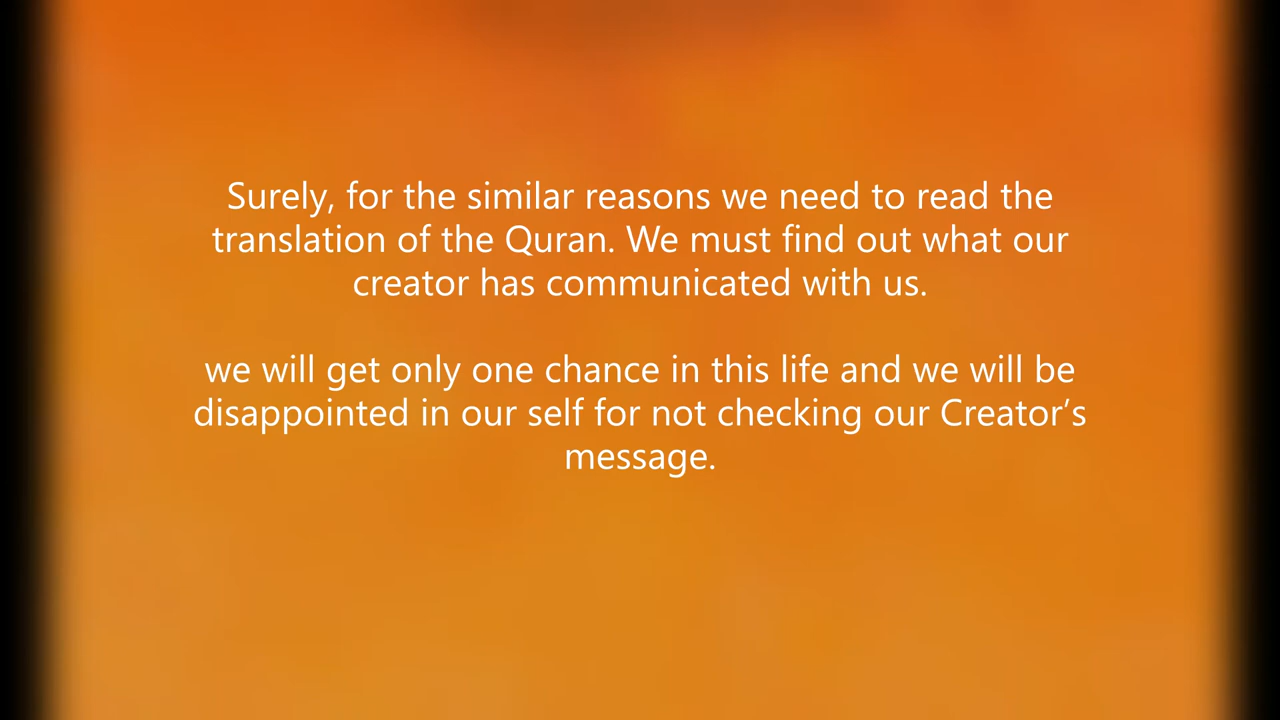 Surely, for the similar reasons we need to read the
translation of the Quran. We must find out what our
creator has communicated with us.
we will get only one chance in this life and we will be
disappointed in our self for not checking our Creator’s
message.